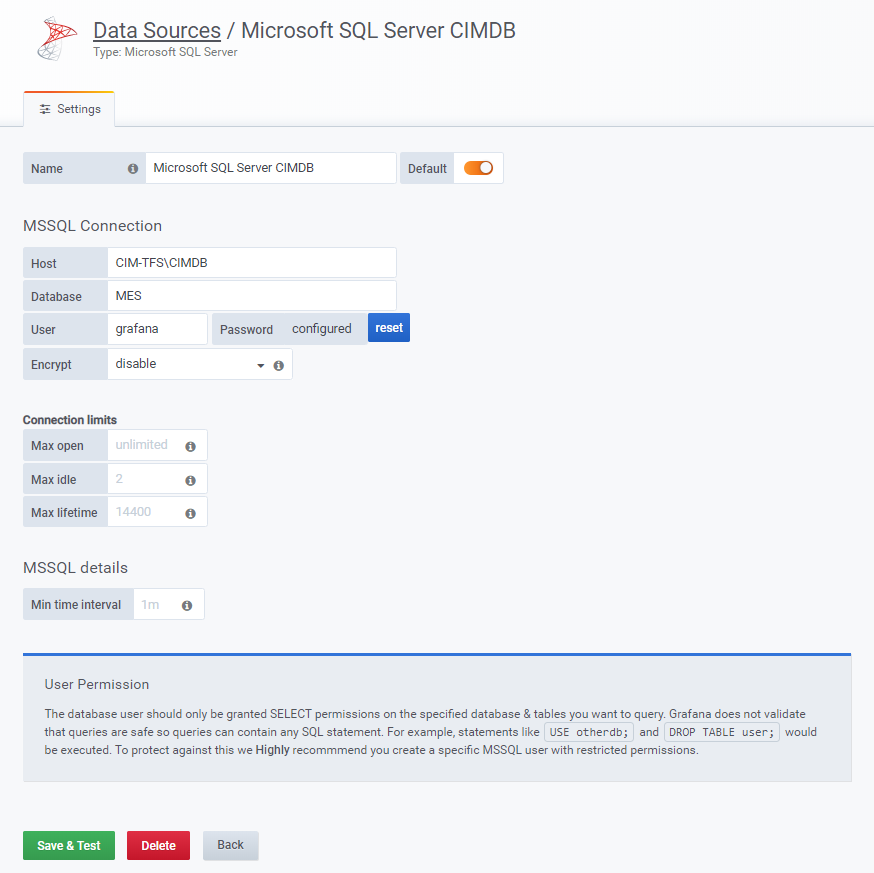 Data Sources / Microsoft SQL Server CIMDB
Type: Microsoft SQL Server
Settings
Name Microsoft SQL Server CIMDB Default
MSSQL Connection
Host CIM-TFS\CIMDB
Database MES
User grafana Password configured reset
Encrypt disable
Connection limits
Max open unlimited
Max idle 2
Max lifetime 14400
MSSQL details
Min time interval 1m
User Permission
The database user should only be granted SELECT permissions on the specified database & tables you want to query. Grafana does not validate
that queries are safe so queries can contain any SQL statement. For example, statements like USE otherdb; and DROP TABLE user; would
be executed. To protect against this we Highly recommmend you create a specific MSSQL user with restricted permissions.
Save & Test Delete Back